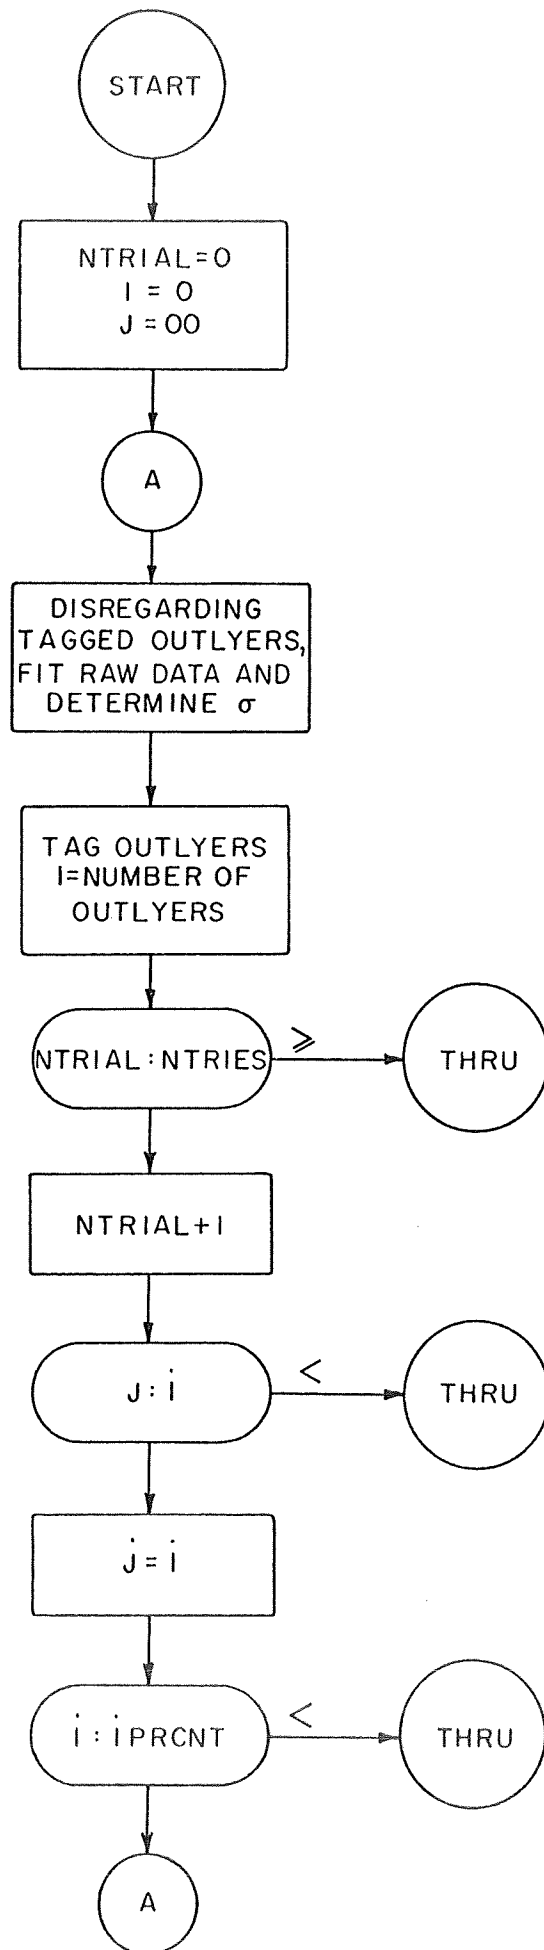 START
NTRIAL=0
I = 0
J = 00
A
DISREGARDING
TAGGED OUTLYERS,
FIT RAW DATA AND
DETERMINE σ
TAG OUTLYERS
I=NUMBER OF
OUTLYERS
NTRIAL:NTRIES
⩾
THRU
NTRIAL+1
J: i
<
THRU
j= i
i: iPRCNT
<
THRU
A